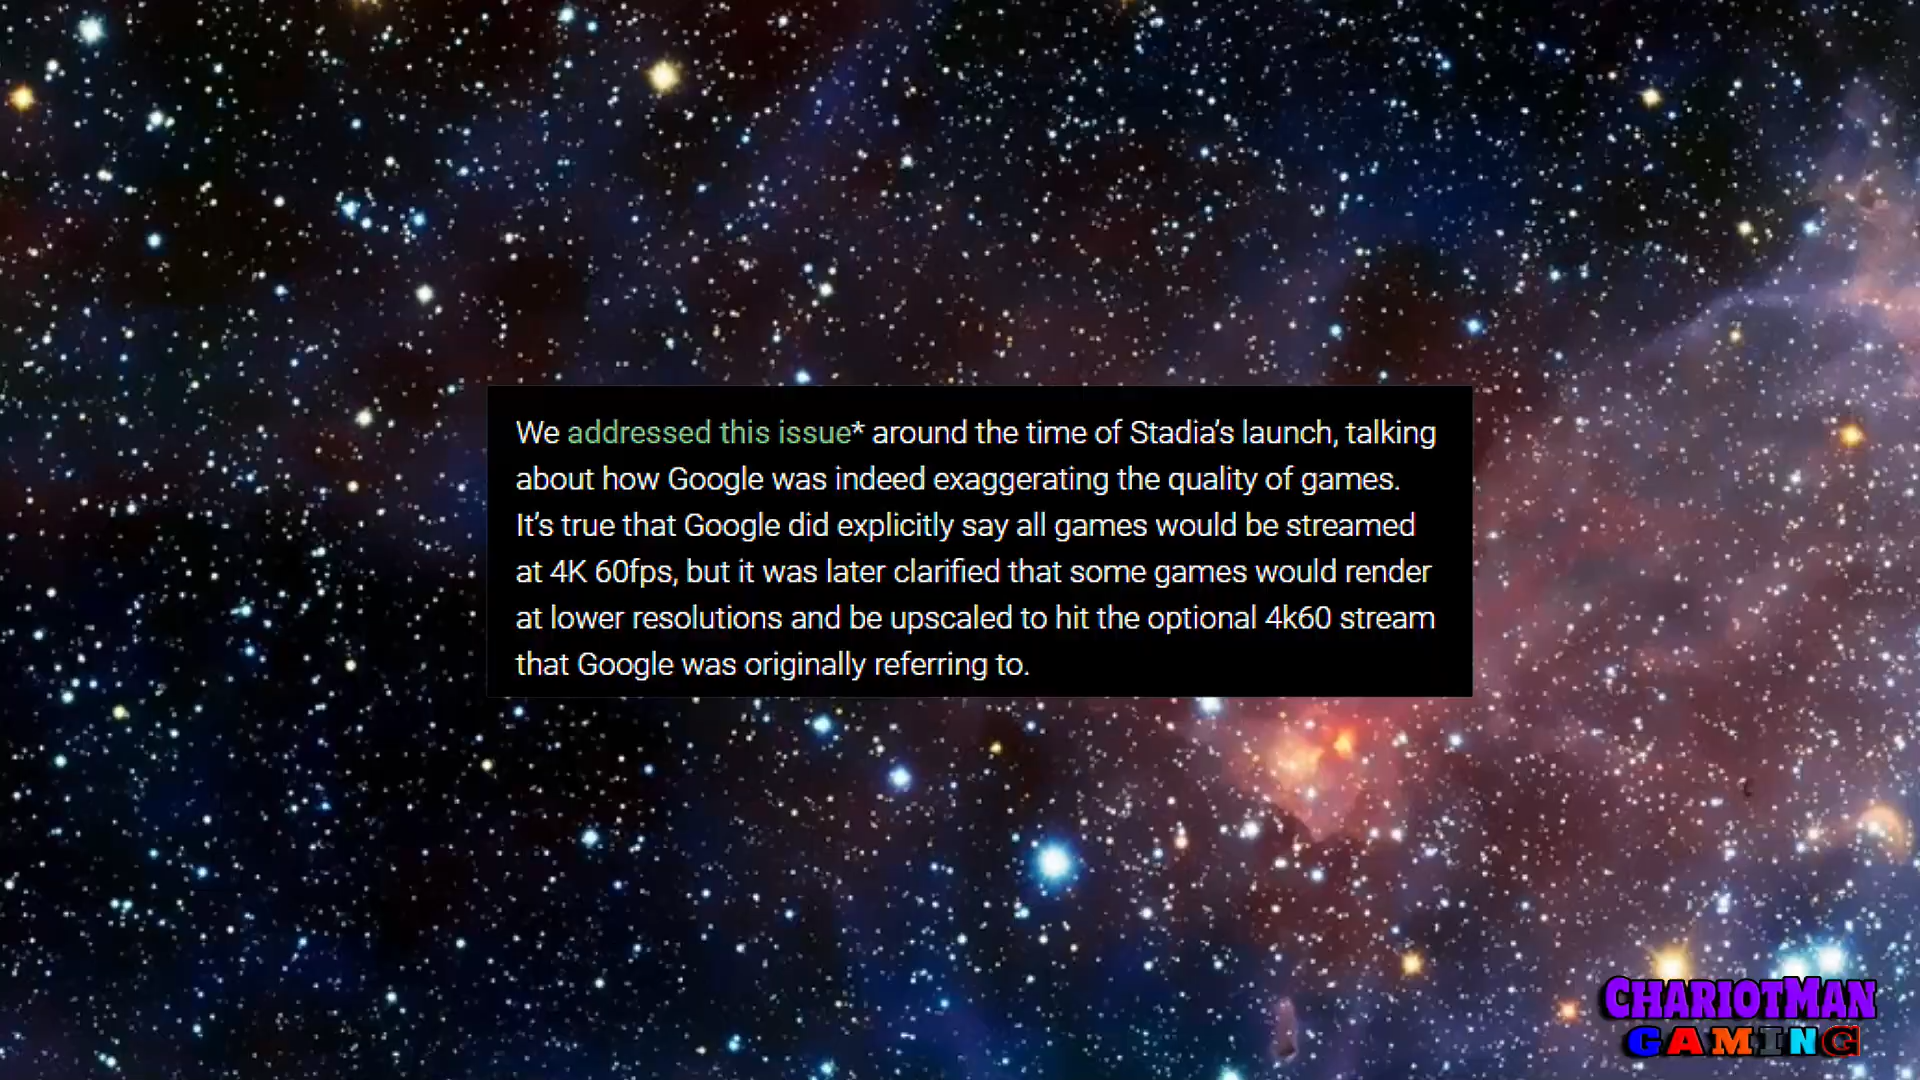 We addressed this issue* around the time of Stadia’s launch, talking
about how Google was indeed exaggerating the quality of games.
It’s true that Google did explicitly say all games would be streamed
at 4K 60fps, but it was later clarified that some games would render
at lower resolutions and be upscaled to hit the optional 4k60 stream
that Google was originally referring to.
CHARIOTMAN
GAMING